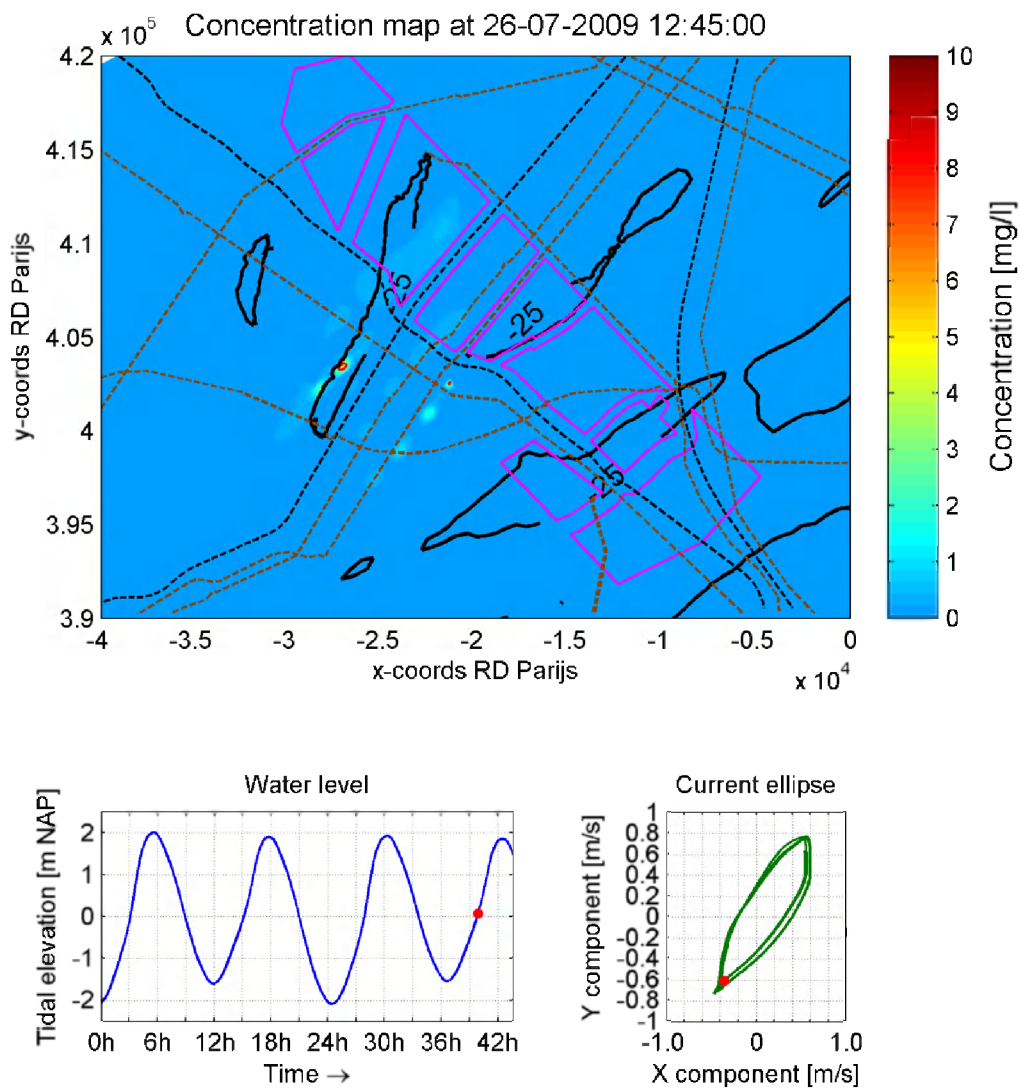 x 10⁵ Concentration map at 26-07-2009 12:45:00
4.2
4.15
4.1
4.05
4
3.95
3.9
y-coords RD Parijs
-4 -3.5 -3 -2.5 -2 -1.5 -1 -0.5 0
x-coords RD Parijs
x 10⁴
-25
-25
-25
10
9
8
7
6
5
4
3
2
1
0
Concentration [mg/l]
Water level
Tidal elevation [m NAP]
2
1
0
-1
-2
0h 6h 12h 18h 24h 30h 36h 42h
Time →
Current ellipse
Y component [m/s]
1
0.8
0.6
0.4
0.2
0
-0.2
-0.4
-0.6
-0.8
-1
-1.0 0 1.0
X component [m/s]